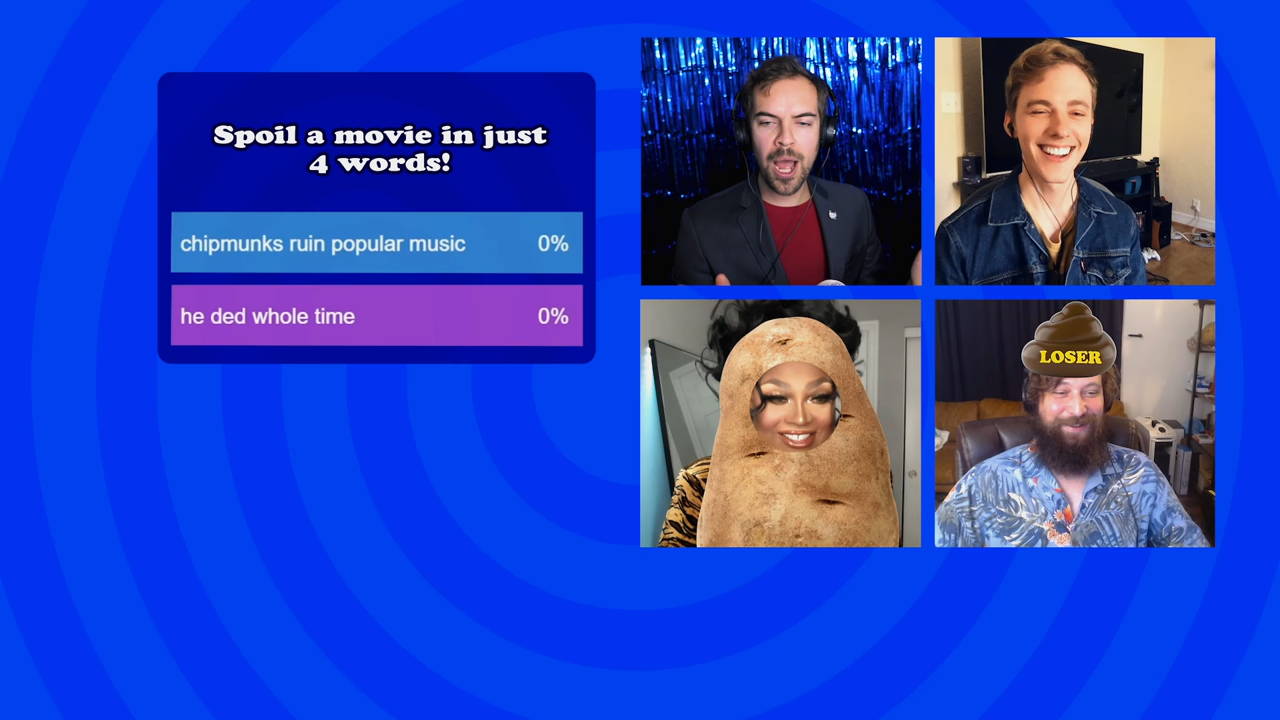 Spoil a movie in just
4 words!
chipmunks ruin popular music 0%
he ded whole time 0%
LOSER